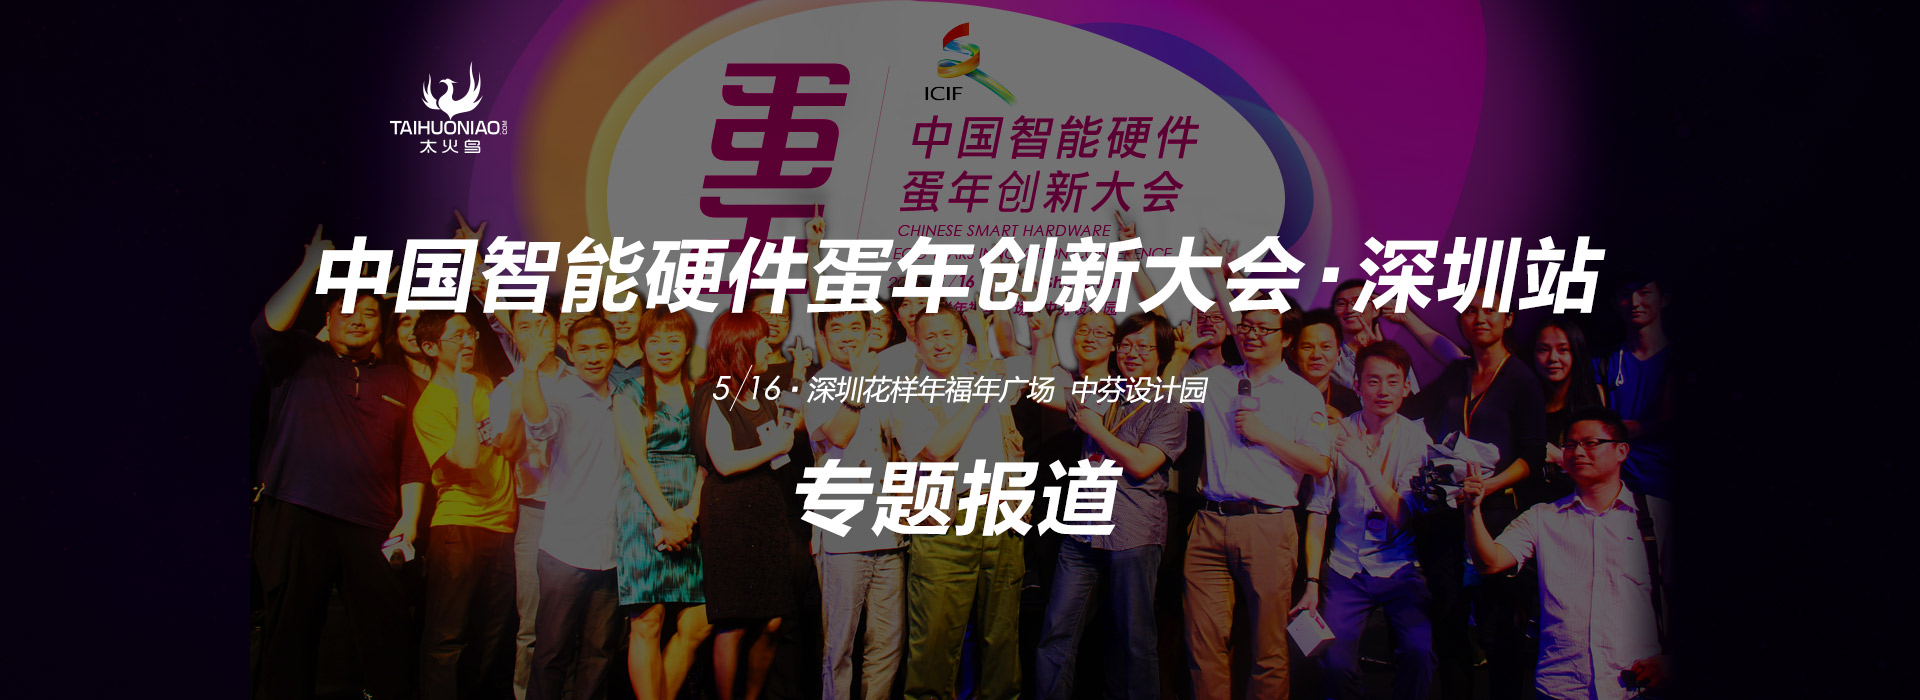 TAIHUONIAO.COM
太火鸟
ICIF
蛋
中国智能硬件
蛋年创新大会
CHINESE SMART HARDWARE
中国智能硬件蛋年创新大会·深圳站
5/16·深圳花样年福年广场 中芬设计园
专题报道